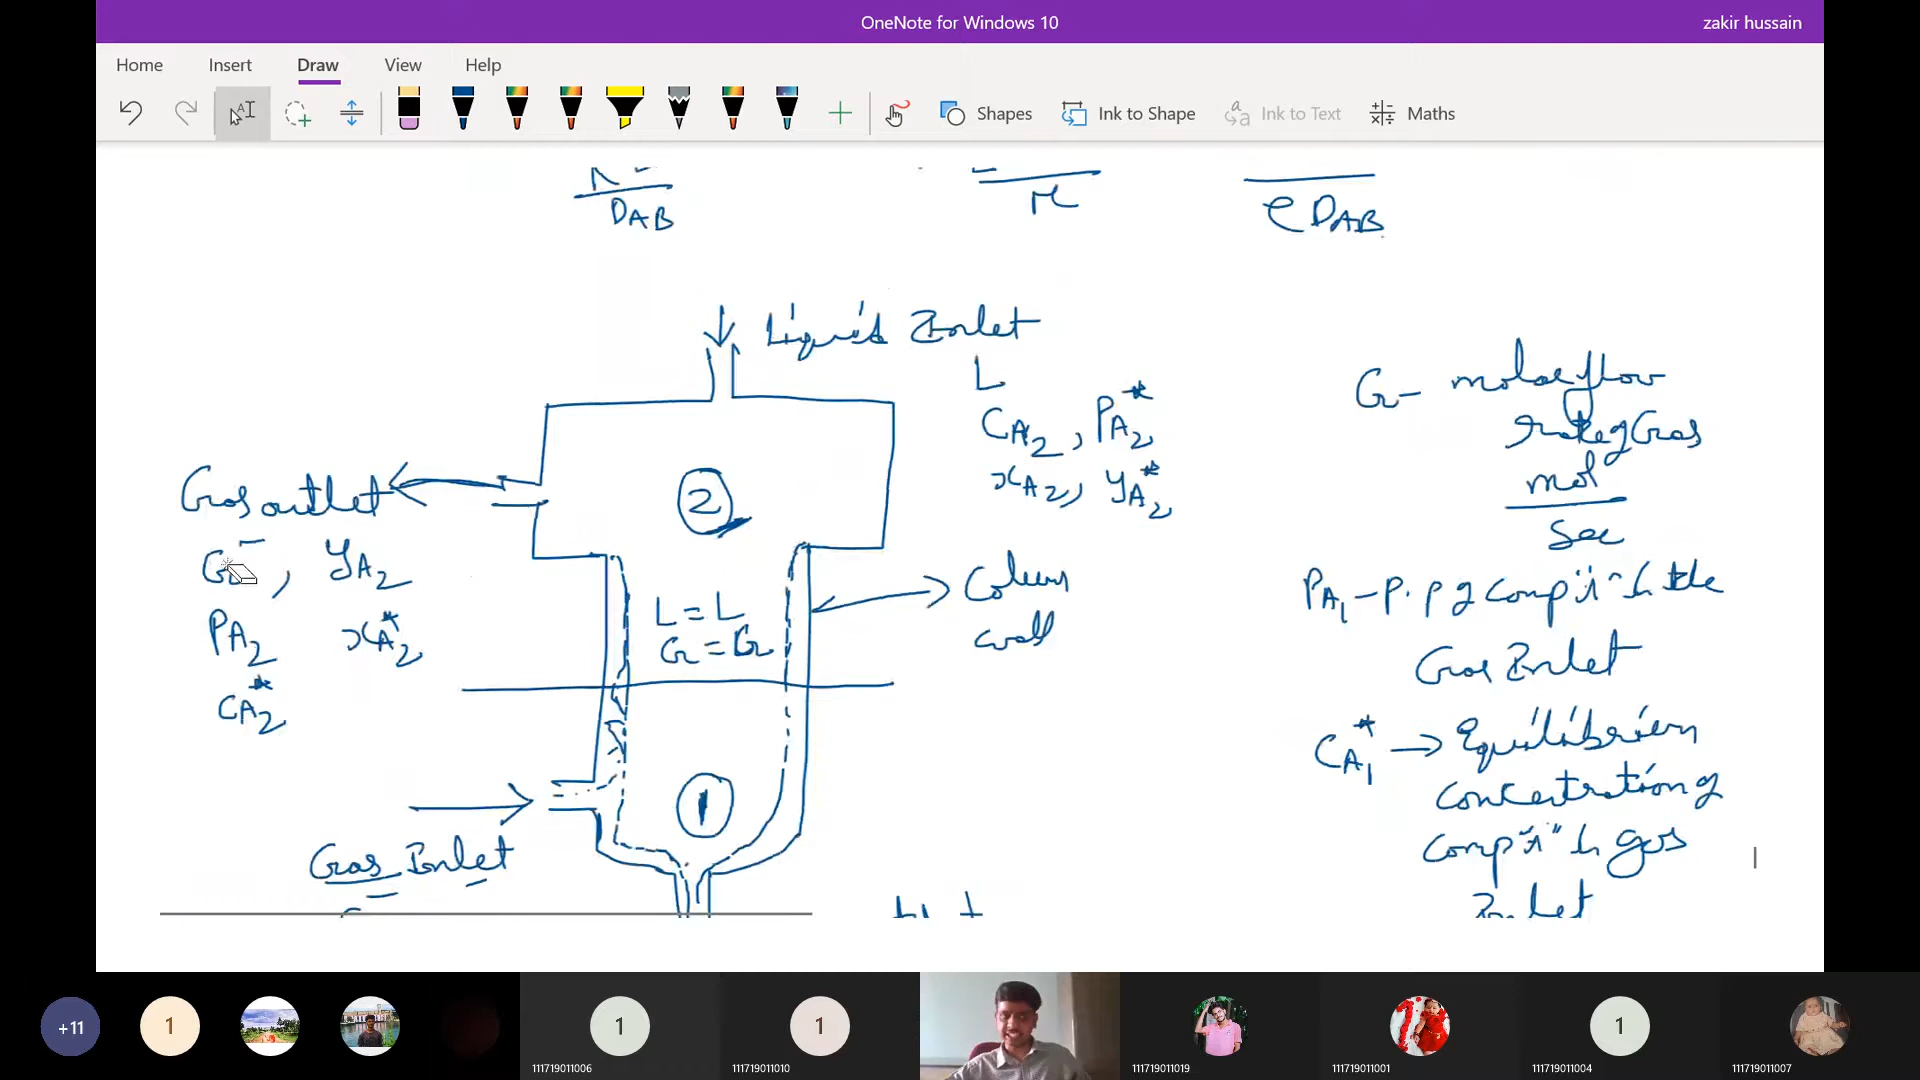 OneNote for Windows 10
zakir hussain
Home Insert Draw View Help
Shapes Ink to Shape Ink to Text Maths
DAB
μ
ρ DAB
Liquid Inlet
L
CA2, PA2*
xA2, yA2*
Gas outlet
G, yA2
PA2 xA2*
CA2*
2
L = L
G = G
Column
wall
1
Gas Inlet
G - molar flow
rate of Gas
mol
sec
PA1 - P.P of comp 'A' in the
Gas Inlet
CA1* → Equilibrium
concentration of
comp "A" in gas
Inlet
+11
1
1
111719011006
1
111719011010
111719011019
111719011001
1
111719011004
111719011007